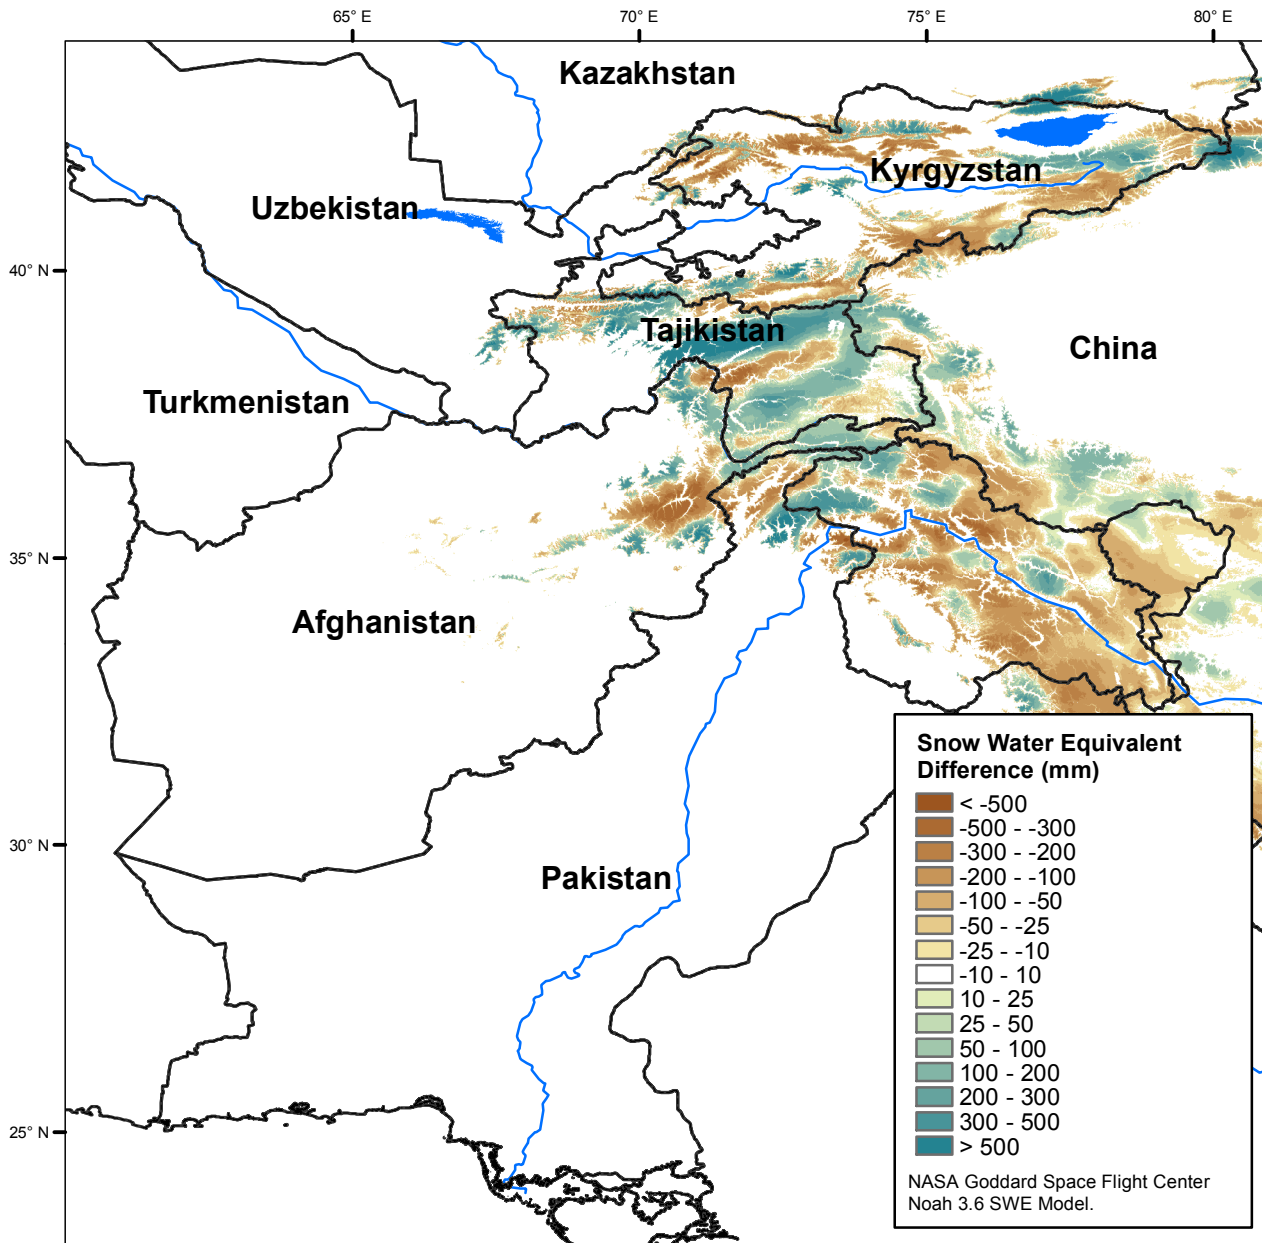 65° E
70° E
75° E
80° E
Kazakhstan
Kyrgyzstan
Uzbekistan
40° N
Tajikistan
China
Turkmenistan
35° N
Afghanistan
Snow Water Equivalent
Difference (mm)
< -500
-500 - -300
-300 - -200
-200 - -100
-100 - -50
-50 - -25
-25 - -10
-10 - 10
10 - 25
25 - 50
50 - 100
100 - 200
200 - 300
300 - 500
> 500
NASA Goddard Space Flight Center
Noah 3.6 SWE Model.
30° N
Pakistan
25° N